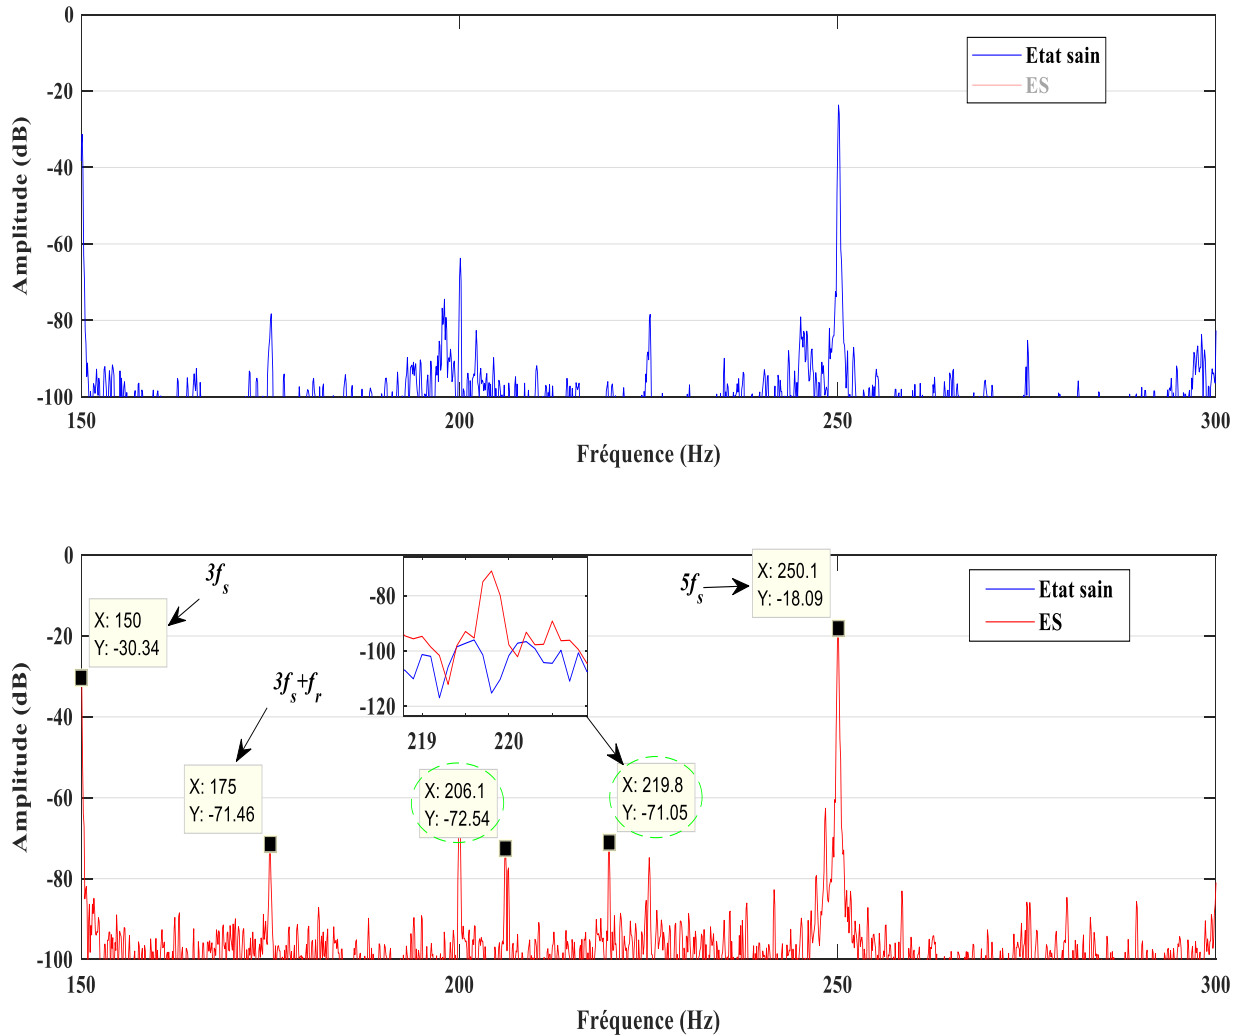 0
-20
-40
-60
-80
-100
Amplitude (dB)
Etat sain
ES
150
200
250
300
Fréquence (Hz)
0
-20
-40
-60
-80
-100
Amplitude (dB)
3fs
X: 150
Y: -30.34
3fs+fr
X: 175
Y: -71.46
-80
-100
-120
219
220
X: 206.1
Y: -72.54
X: 219.8
Y: -71.05
5fs
X: 250.1
Y: -18.09
Etat sain
ES
150
200
250
300
Fréquence (Hz)